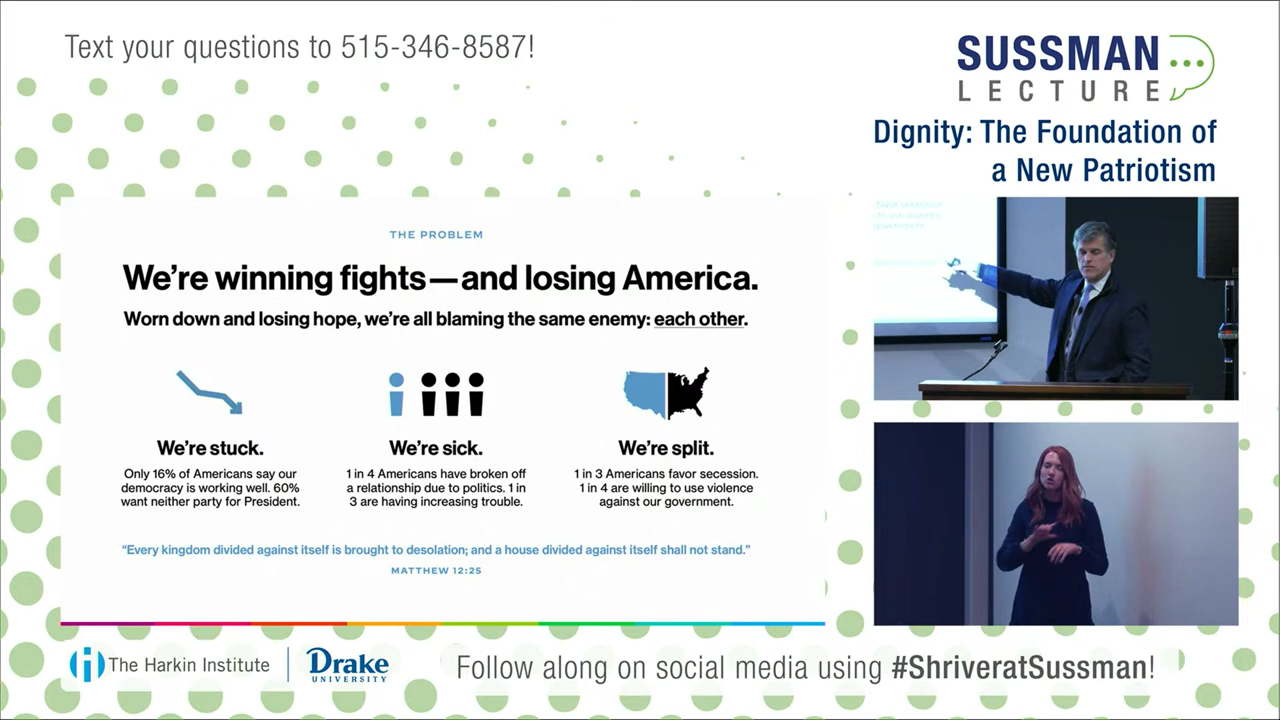 Text your questions to 515-346-8587!
SUSSMAN
LECTURE
Dignity: The Foundation of
a New Patriotism
THE PROBLEM
We're winning fights—and losing America.
Worn down and losing hope, we're all blaming the same enemy: each other.
We're stuck.
Only 16% of Americans say our
democracy is working well. 60%
want neither party for President.
We're sick.
1 in 4 Americans have broken off
a relationship due to politics. 1 in
3 are having increasing trouble.
We're split.
1 in 3 Americans favor secession.
1 in 4 are willing to use violence
against our government.
“Every kingdom divided against itself is brought to desolation; and a house divided against itself shall not stand.”
MATTHEW 12:25
The Harkin Institute
Drake
UNIVERSITY
Follow along on social media using #ShriveratSussman!